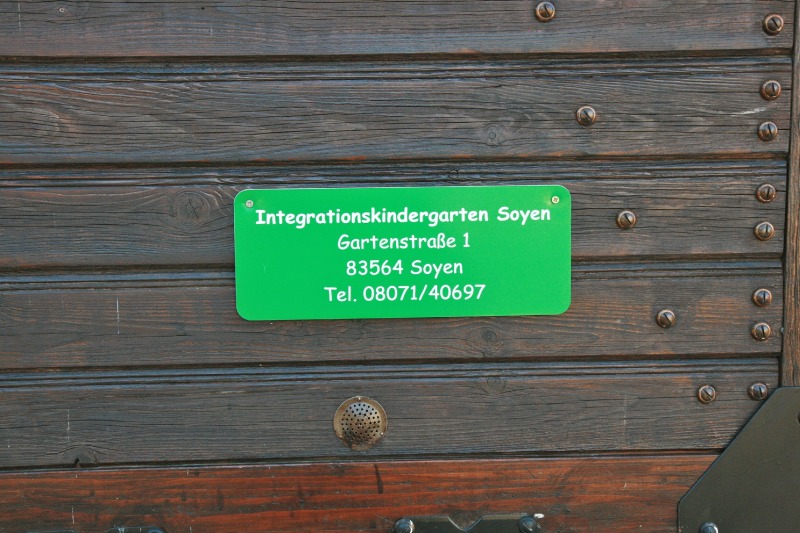 Integrationskindergarten Soyen
Gartenstraße 1
83564 Soyen
Tel. 08071/40697